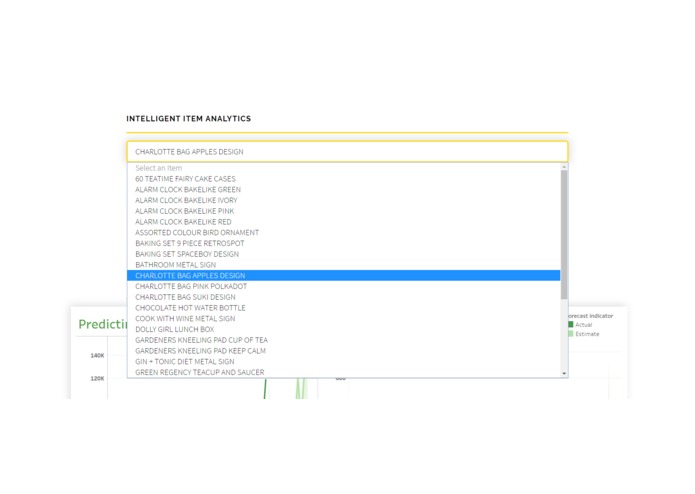 INTELLIGENT ITEM ANALYTICS
CHARLOTTE BAG APPLES DESIGN
Select an Item
60 TEATIME FAIRY CAKE CASES
ALARM CLOCK BAKELIKE GREEN
ALARM CLOCK BAKELIKE IVORY
ALARM CLOCK BAKELIKE PINK
ALARM CLOCK BAKELIKE RED
ASSORTED COLOUR BIRD ORNAMENT
BAKING SET 9 PIECE RETROSPOT
BAKING SET SPACEBOY DESIGN
BATHROOM METAL SIGN
CHARLOTTE BAG APPLES DESIGN
CHARLOTTE BAG PINK POLKADOT
CHARLOTTE BAG SUKI DESIGN
CHOCOLATE HOT WATER BOTTLE
COOK WITH WINE METAL SIGN
DOLLY GIRL LUNCH BOX
GARDENERS KNEELING PAD CUP OF TEA
GARDENERS KNEELING PAD KEEP CALM
GIN + TONIC DIET METAL SIGN
GREEN REGENCY TEACUP AND SAUCER
Predictin
orecast indicator
Actual
Estimate
140K
120K